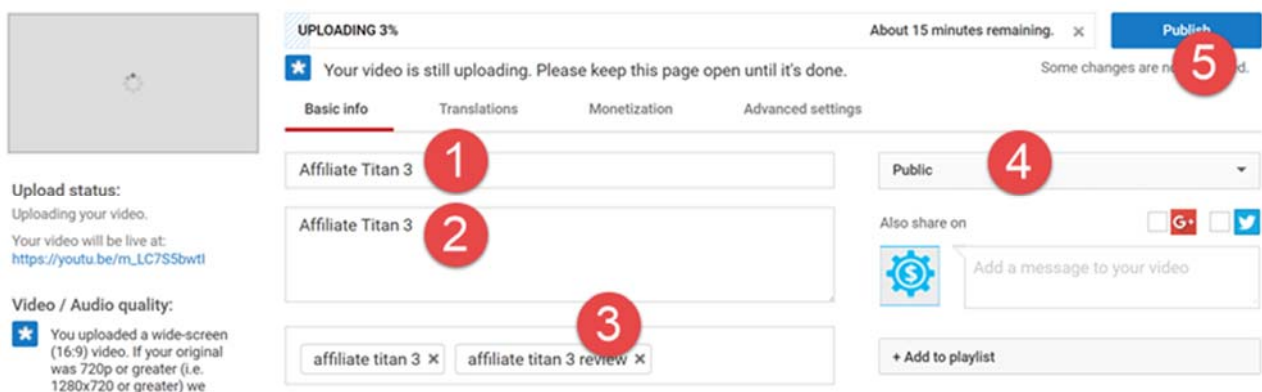 UPLOADING 3%
About 15 minutes remaining. ×
Publish
Your video is still uploading. Please keep this page open until it's done.
Some changes are
5
Basic info
Translations
Monetization
Advanced settings
Affiliate Titan 3
1
Public
4
Upload status:
Uploading your video.
Your video will be live at:
https://youtu.be/m_LC7S5bwtI
Affiliate Titan 3
2
Also share on
G+
Add a message to your video
Video / Audio quality:
You uploaded a wide-screen
(16:9) video. If your original
was 720p or greater (i.e.
1280x720 or greater) we
3
affiliate titan 3 ×
affiliate titan 3 review ×
+ Add to playlist